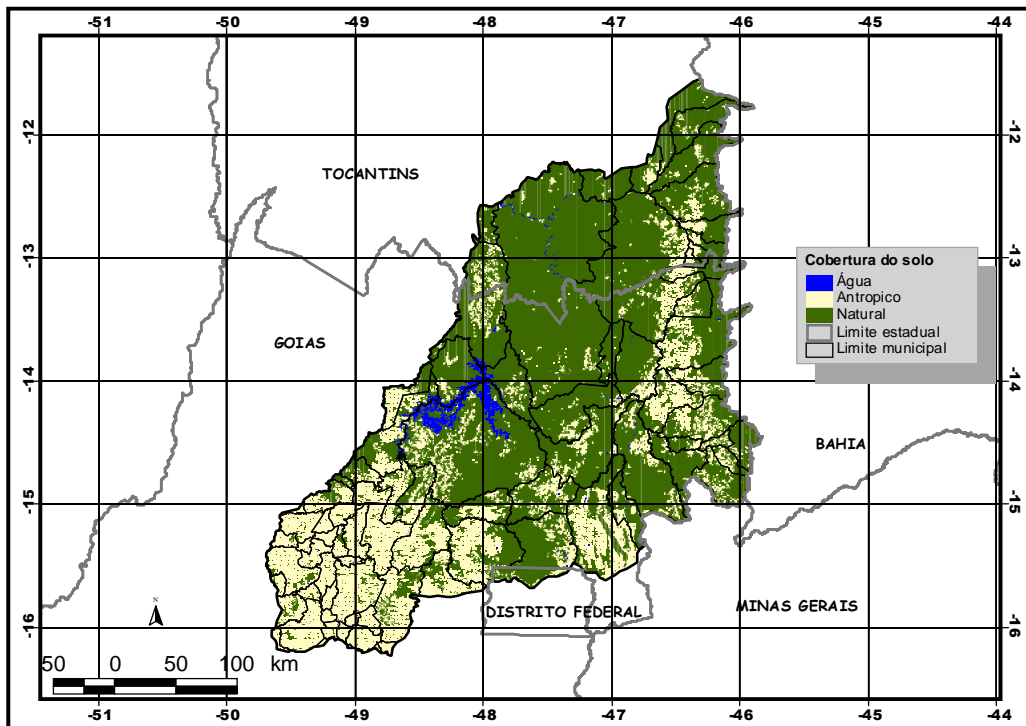 -51 -50 -49 -48 -47 -46 -45 -44
-12 -12
TOCANTINS
-13 -13
Cobertura do solo
Água
Antropico
Natural
Limite estadual
Limite municipal
GOIAS
-14 -14
BAHIA
-15 -15
DISTRITO FEDERAL
MINAS GERAIS
N
-16 -16
50 0 50 100 km
-51 -50 -49 -48 -47 -46 -45 -44